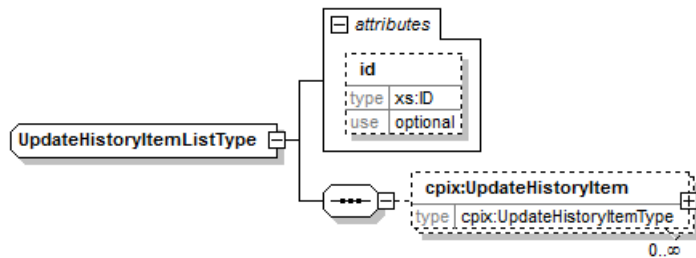 attributes
id
type xs:ID
use optional
UpdateHistoryItemListType
cpix:UpdateHistoryItem
type cpix:UpdateHistoryItemType
0..∞